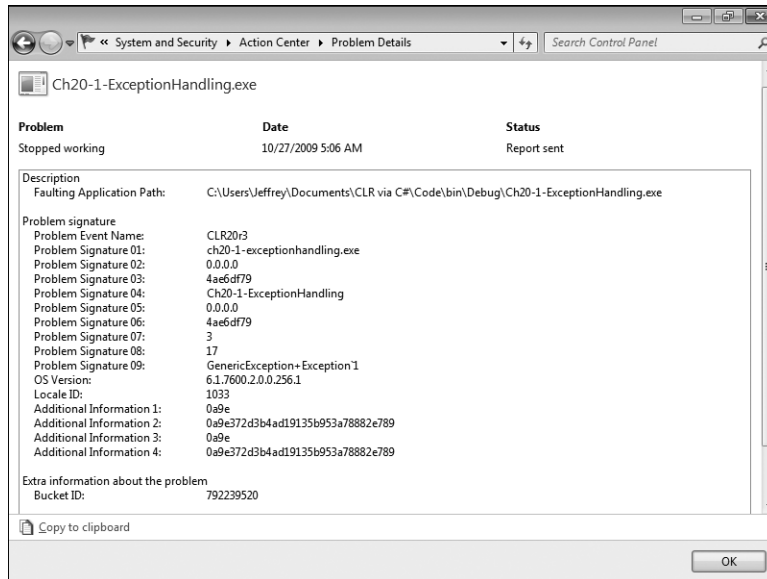 « System and Security ▸ Action Center ▸ Problem Details
Search Control Panel
Ch20-1-ExceptionHandling.exe
Problem Date Status
Stopped working 10/27/2009 5:06 AM Report sent
Description
Faulting Application Path: C:\Users\Jeffrey\Documents\CLR via C#\Code\bin\Debug\Ch20-1-ExceptionHandling.exe
Problem signature
Problem Event Name: CLR20r3
Problem Signature 01: ch20-1-exceptionhandling.exe
Problem Signature 02: 0.0.0.0
Problem Signature 03: 4ae6df79
Problem Signature 04: Ch20-1-ExceptionHandling
Problem Signature 05: 0.0.0.0
Problem Signature 06: 4ae6df79
Problem Signature 07: 3
Problem Signature 08: 17
Problem Signature 09: GenericException+Exception`1
OS Version: 6.1.7600.2.0.0.256.1
Locale ID: 1033
Additional Information 1: 0a9e
Additional Information 2: 0a9e372d3b4ad19135b953a78882e789
Additional Information 3: 0a9e
Additional Information 4: 0a9e372d3b4ad19135b953a78882e789
Extra information about the problem
Bucket ID: 792239520
Copy to clipboard
OK